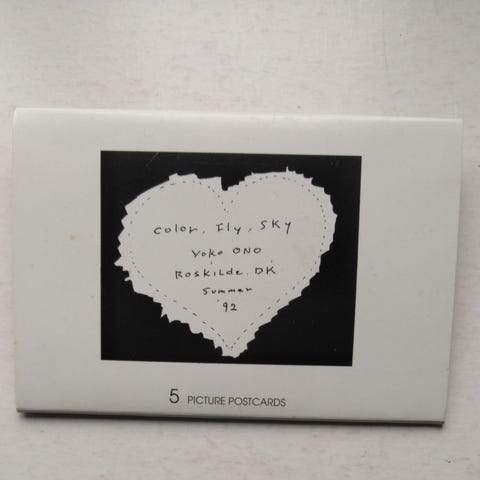 Color, Fly, SKY
Yoko ONO
Roskilde, DK
Summer
'92
5 PICTURE POSTCARDS